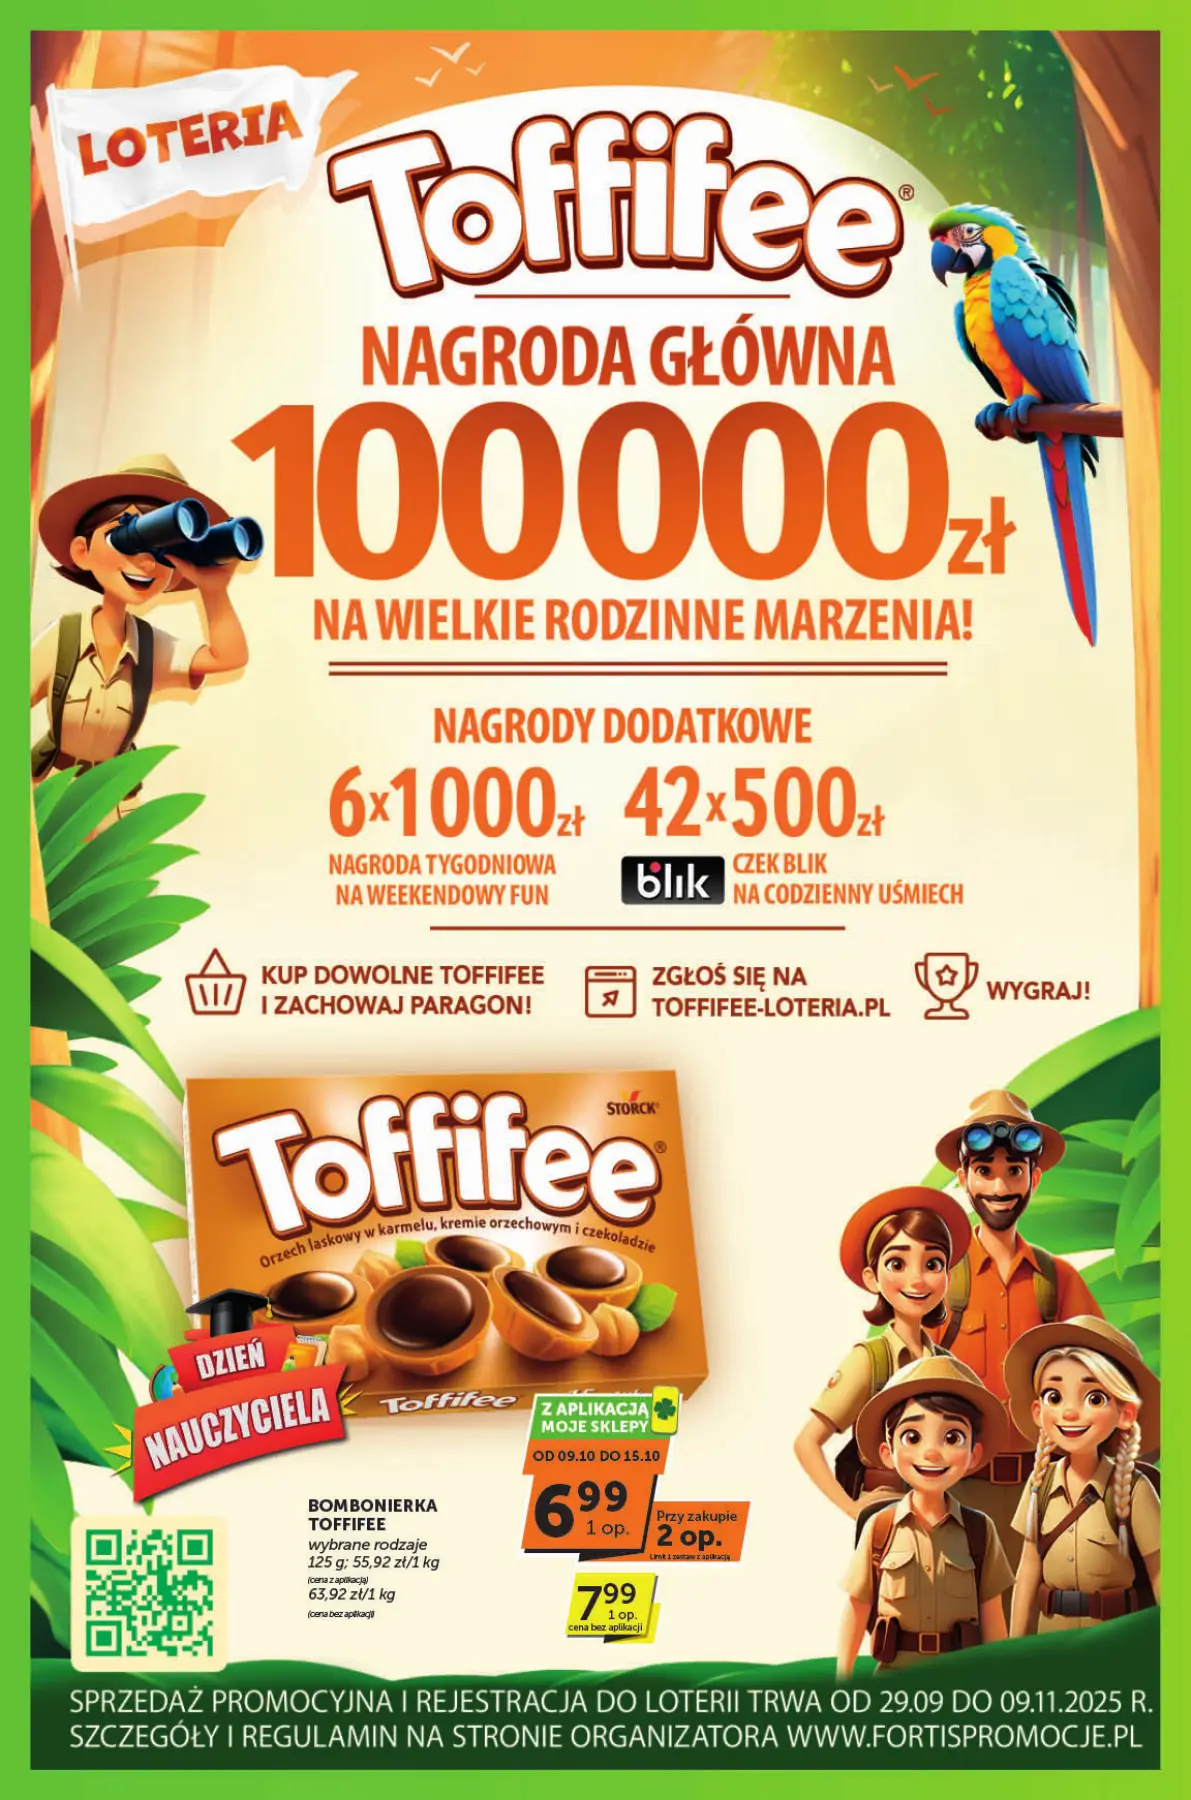 LOTERIA
Toffifee®
NAGRODA GŁÓWNA
100 000 zł
NA WIELKIE RODZINNE MARZENIA!
NAGRODY DODATKOWE
6x1000zł 42x500zł
NAGRODA TYGODNIOWA
NA WEEKENDOWY FUN
blik
CZEK BLIK
NA CODZIENNY UŚMIECH
KUP DOWOLNE TOFFIFEE
I ZACHOWAJ PARAGON!
ZGŁOŚ SIĘ NA
TOFFIFEE-LOTERIA.PL
WYGRAJ!
STORCK
Toffifee®
Orzech laskowy w karmelu, kremie orzechowym i czekoladzie
Toffifee
DZIEŃ
NAUCZYCIELA
Z APLIKACJĄ
MOJE SKLEPY
OD 09.10 DO 15.10
6 99
1 op.
Przy zakupie
2 op.
Limit 1 zestaw z aplikacją
7 99
1 op.
cena bez aplikacji
BOMBONIERKA
TOFFIFEE
wybrane rodzaje
125 g; 55,92 zł/1 kg
(cena z aplikacją)
63,92 zł/1 kg
(cena bez aplikacji)
SPRZEDAŻ PROMOCYJNA I REJESTRACJA DO LOTERII TRWA OD 29.09 DO 09.11.2025 R.
SZCZEGÓŁY I REGULAMIN NA STRONIE ORGANIZATORA WWW.FORTISPROMOCJE.PL